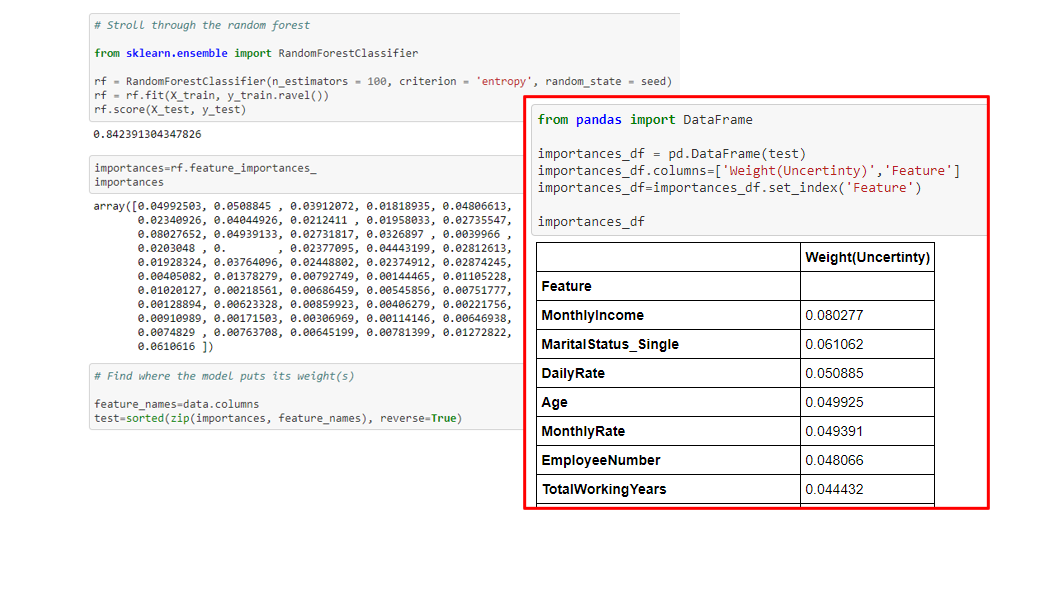 # Stroll through the random forest
from sklearn.ensemble import RandomForestClassifier
rf = RandomForestClassifier(n_estimators = 100, criterion = 'entropy', random_state = seed)
rf = rf.fit(X_train, y_train.ravel())
rf.score(X_test, y_test)
0.842391304347826
importances=rf.feature_importances_
importances
array([0.04992503, 0.0508845 , 0.03912072, 0.01818935, 0.04806613,
0.02340926, 0.04044926, 0.0212411 , 0.01958033, 0.02735547,
0.08027652, 0.04939133, 0.02731817, 0.0326897 , 0.0039966 ,
0.0203048 , 0. , 0.02377095, 0.04443199, 0.02812613,
0.01928324, 0.03764096, 0.02448802, 0.02374912, 0.02874245,
0.00405082, 0.01378279, 0.00792749, 0.00144465, 0.01105228,
0.01020127, 0.00218561, 0.00686459, 0.00545856, 0.00751777,
0.00128894, 0.00623328, 0.00859923, 0.00406279, 0.00221756,
0.00910989, 0.00171503, 0.00306969, 0.00114146, 0.00646938,
0.0074829 , 0.00763708, 0.00645199, 0.00781399, 0.01272822,
0.0610616 ])
# Find where the model puts its weight(s)
feature_names=data.columns
test=sorted(zip(importances, feature_names), reverse=True)
from pandas import DataFrame
importances_df = pd.DataFrame(test)
importances_df.columns=['Weight(Uncertinty)','Feature']
importances_df=importances_df.set_index('Feature')
importances_df
Weight(Uncertinty)
Feature
MonthlyIncome 0.080277
MaritalStatus_Single 0.061062
DailyRate 0.050885
Age 0.049925
MonthlyRate 0.049391
EmployeeNumber 0.048066
TotalWorkingYears 0.044432